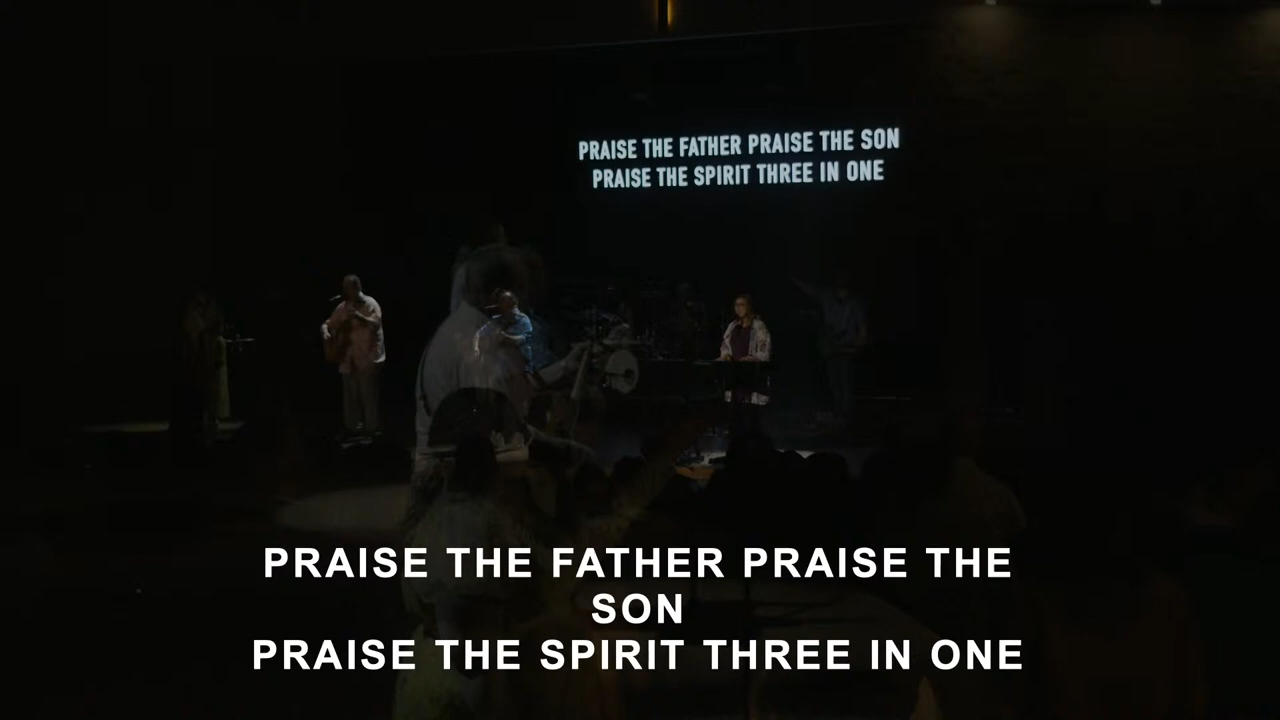 PRAISE THE FATHER PRAISE THE SON
PRAISE THE SPIRIT THREE IN ONE
PRAISE THE FATHER PRAISE THE
SON
PRAISE THE SPIRIT THREE IN ONE